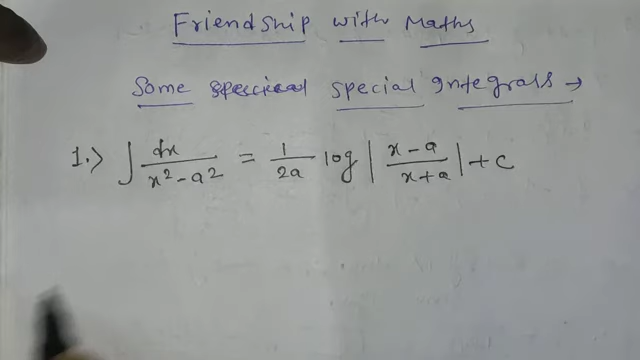 Friendship with Maths
Some special Integrals →
1.) ∫ dx / x² - a² = 1 / 2a log | x - a / x + a | + c